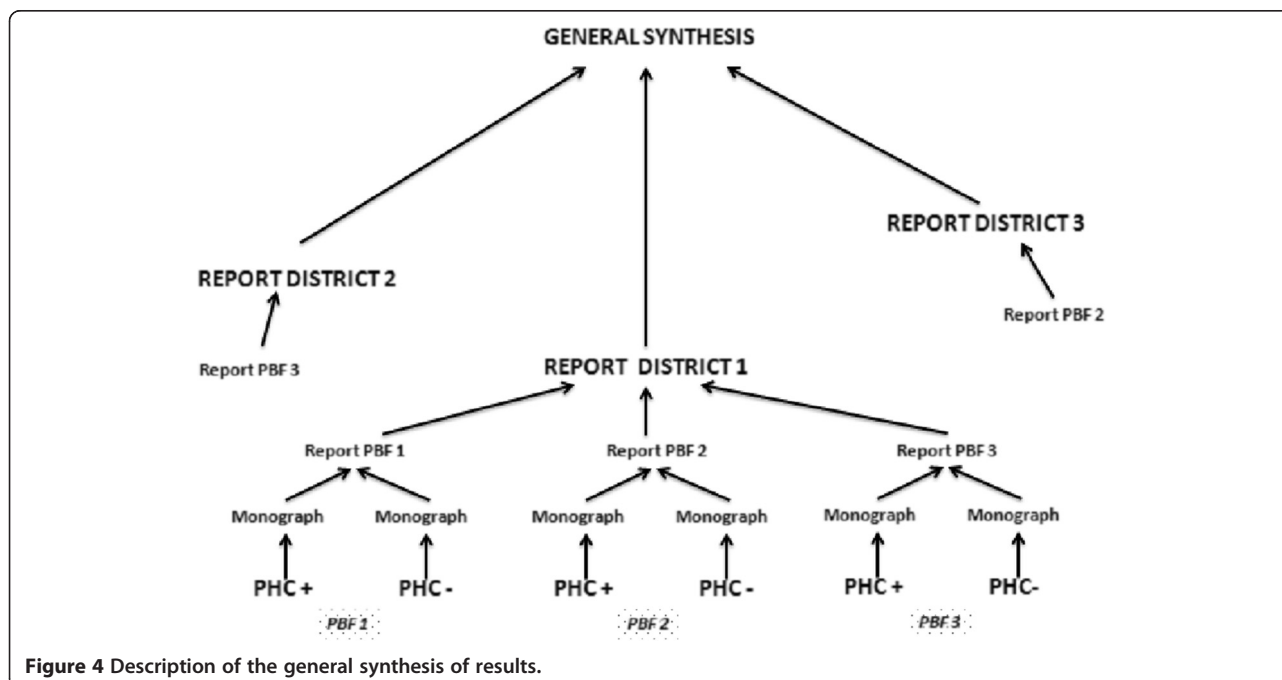 GENERAL SYNTHESIS
REPORT DISTRICT 3
REPORT DISTRICT 2
Report PBF 2
Report PBF 3
REPORT DISTRICT 1
Report PBF 1 Report PBF 2 Report PBF 3
Monograph Monograph Monograph Monograph Monograph Monograph
PHC + PHC - PHC + PHC - PHC + PHC-
PBF 1 PBF 2 PBF 3
Figure 4 Description of the general synthesis of results.